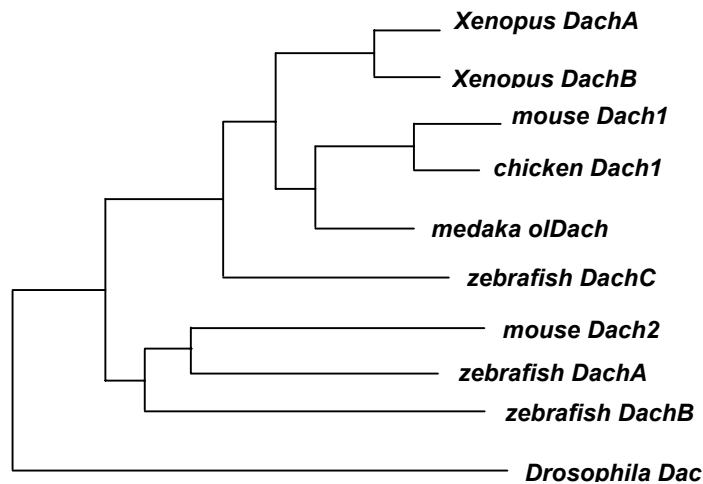 Xenopus DachA
Xenopus DachB
mouse Dach1
chicken Dach1
medaka olDach
zebrafish DachC
mouse Dach2
zebrafish DachA
zebrafish DachB
Drosophila Dac